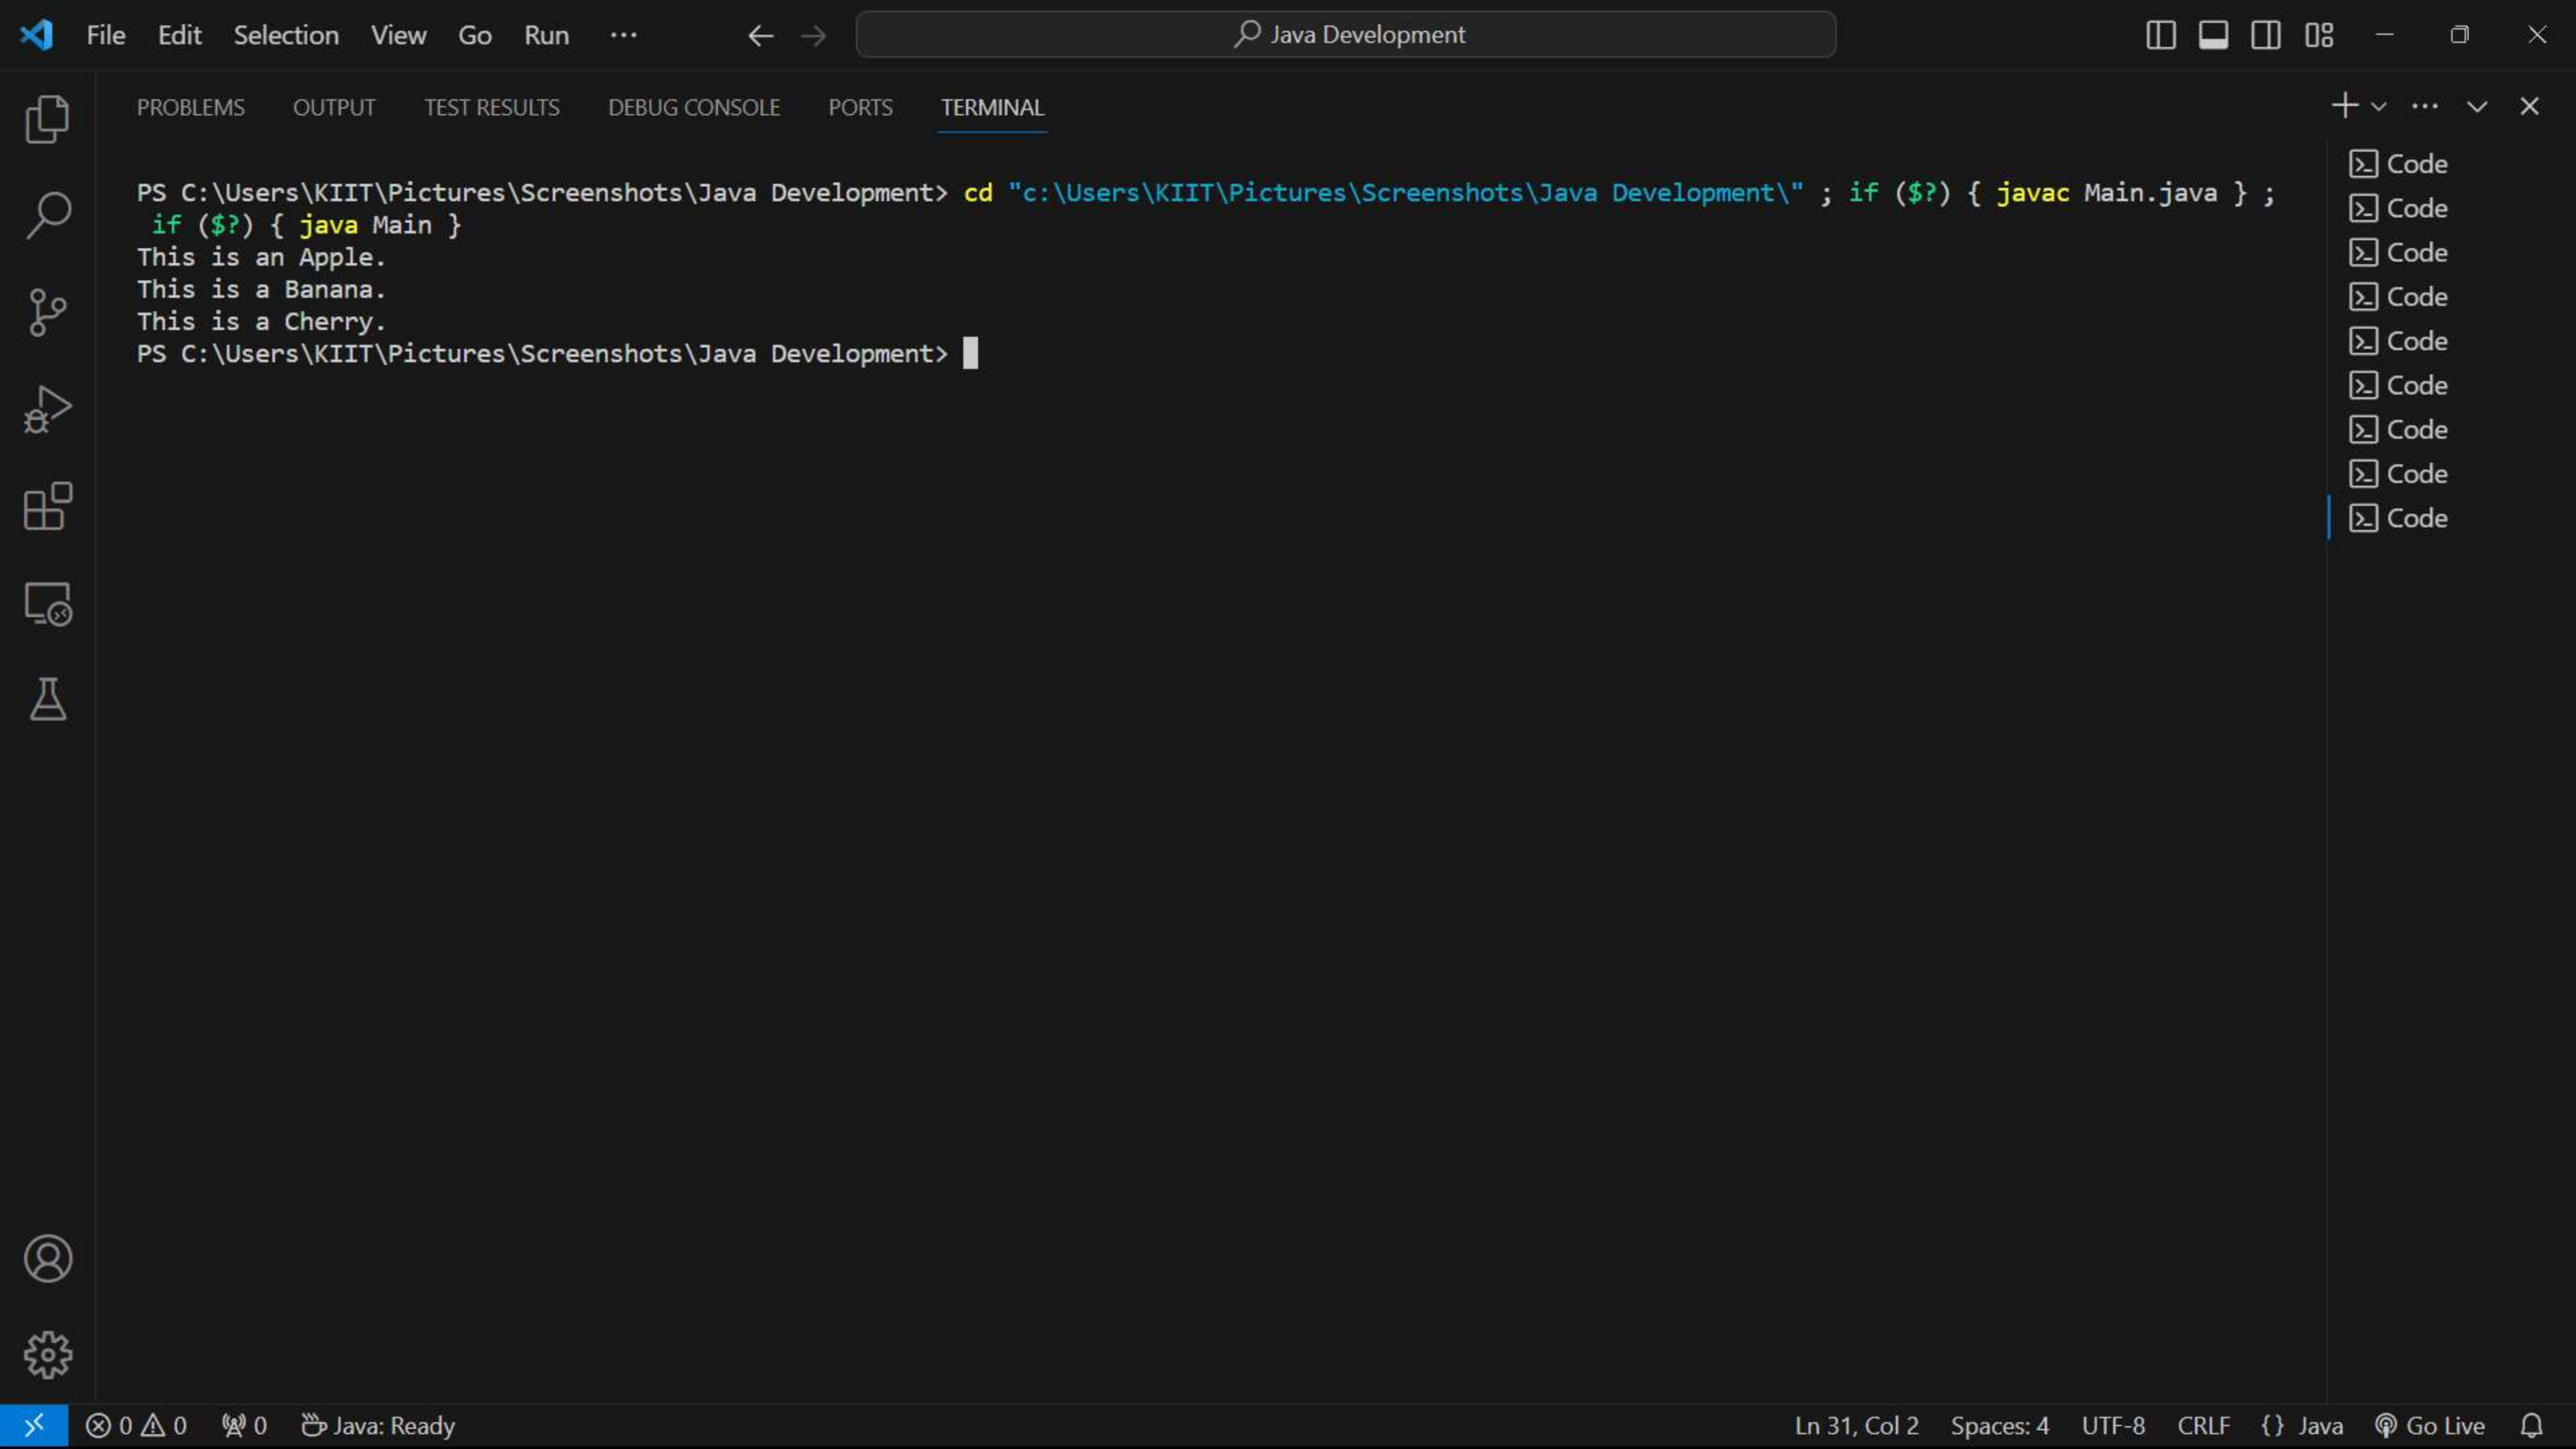 File Edit Selection View Go Run ··· Java Development
PROBLEMS OUTPUT TEST RESULTS DEBUG CONSOLE PORTS TERMINAL
PS C:\Users\KIIT\Pictures\Screenshots\Java Development> cd "c:\Users\KIIT\Pictures\Screenshots\Java Development\" ; if ($?) { javac Main.java } ;
if ($?) { java Main }
This is an Apple.
This is a Banana.
This is a Cherry.
PS C:\Users\KIIT\Pictures\Screenshots\Java Development>
Code
Code
Code
Code
Code
Code
Code
Code
Code
0 0 0 Java: Ready Ln 31, Col 2 Spaces: 4 UTF-8 CRLF {} Java Go Live